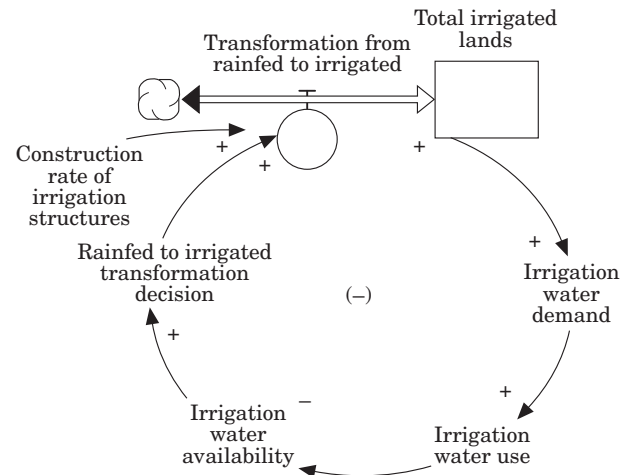 Total irrigated
lands
Transformation from
rainfed to irrigated
+
+
+
Construction
rate of
irrigation
structures
Rainfed to irrigated
transformation
decision
(–)
+
Irrigation
water
demand
+
+
–
Irrigation
water
availability
Irrigation
water use